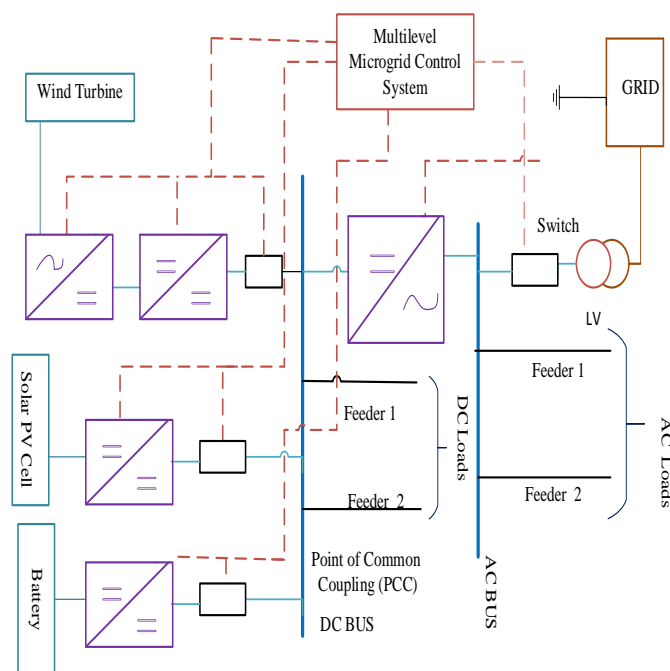 Multilevel
Microgrid Control
System
GRID
Wind Turbine
Switch
LV
Solar PV Cell
Feeder 1
Feeder 2
DC Loads
Feeder 1
Feeder 2
AC Loads
Battery
Point of Common
Coupling (PCC)
DC BUS
AC BUS